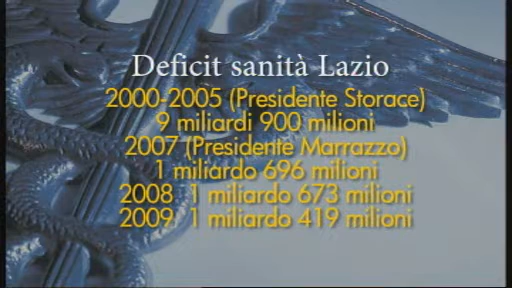 Deficit sanità Lazio
2000-2005 (Presidente Storace)
9 miliardi 900 milioni
2007 (Presidente Marrazzo)
1 miliardo 696 milioni
2008 1 miliardo 673 milioni
2009 1 miliardo 419 milioni